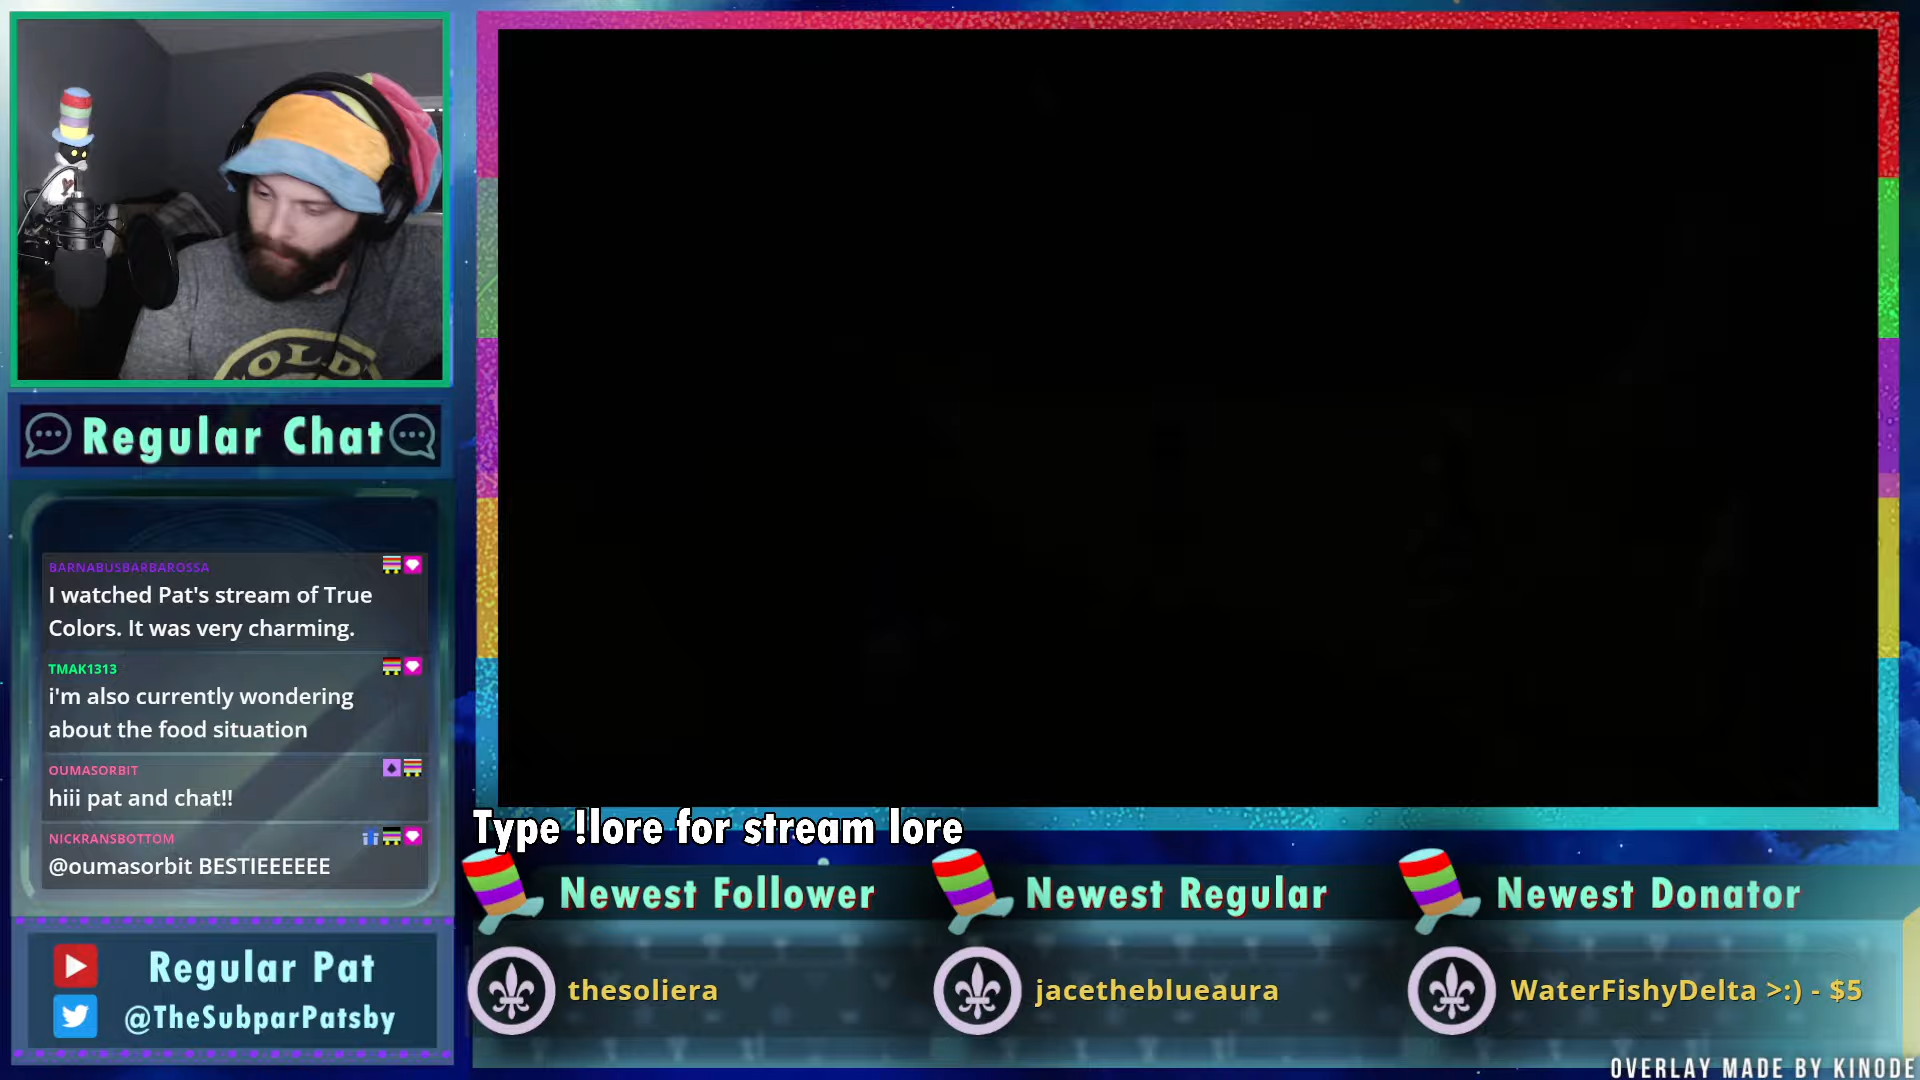 OLD
Regular Chat
BARNABUSBARBAROSSA
I watched Pat's stream of True
Colors. It was very charming.
TMAK1313
i'm also currently wondering
about the food situation
OUMASORBIT
hiii pat and chat!!
NICKRANSBOTTOM
@oumasorbit BESTIEEEEEE
Regular Pat
@TheSubparPatsby
Type !lore for stream lore
Newest Follower
thesoliera
Newest Regular
jacetheblueaura
Newest Donator
WaterFishyDelta >:) - $5
OVERLAY MADE BY KINODE